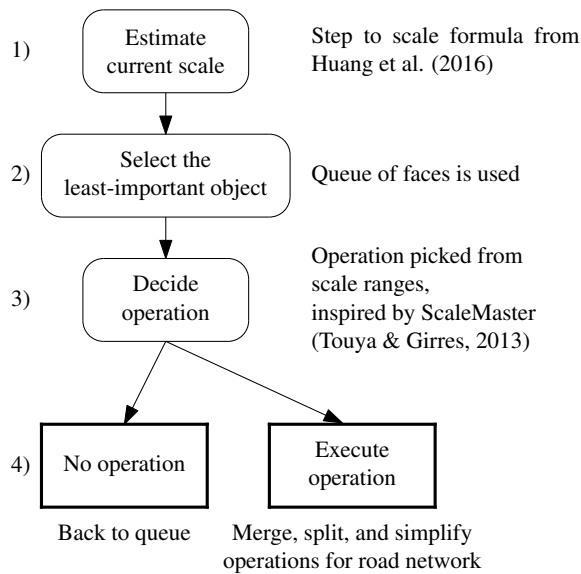 1)
Estimate
current scale
Step to scale formula from
Huang et al. (2016)
2)
Select the
least-important object
Queue of faces is used
3)
Decide
operation
Operation picked from
scale ranges,
inspired by ScaleMaster
(Touya & Girres, 2013)
4)
No operation
Execute
operation
Back to queue
Merge, split, and simplify
operations for road network